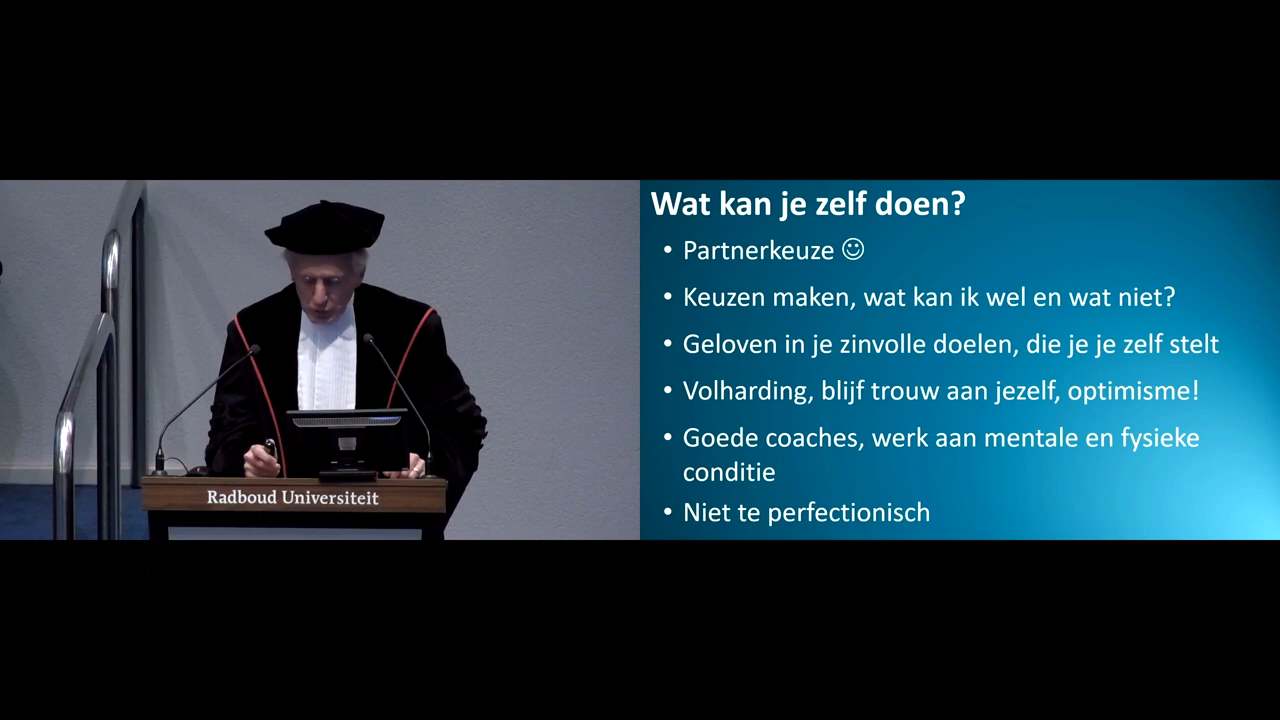 Radboud Universiteit
Wat kan je zelf doen?
• Partnerkeuze ☺
• Keuzen maken, wat kan ik wel en wat niet?
• Geloven in je zinvolle doelen, die je je zelf stelt
• Volharding, blijf trouw aan jezelf, optimisme!
• Goede coaches, werk aan mentale en fysieke
conditie
• Niet te perfectionisch